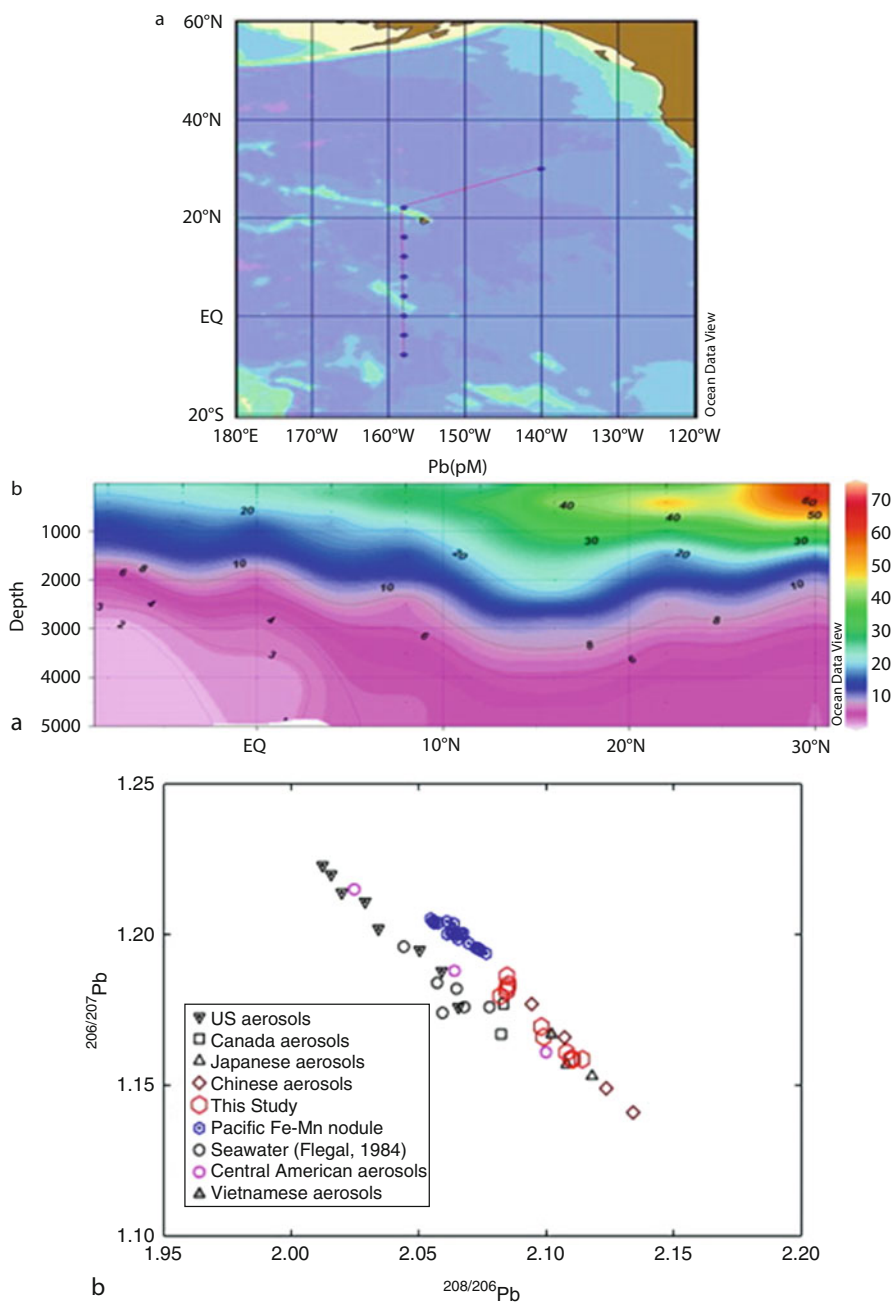 a
60°N
40°N
20°N
EQ
20°S
180°E 170°W 160°W 150°W 140°W 130°W 120°W
Ocean Data View
Pb(pM)
b
1000
2000
3000
4000
5000
Depth
a
EQ 10°N 20°N 30°N
20 40 40 60 50 30 30 20 20
10 10 10 6 8 4 3 2 4 3 6 8 6 8
Ocean Data View
70
60
50
40
30
20
10
1.25
1.20
1.15
1.10
206/207Pb
US aerosols
Canada aerosols
Japanese aerosols
Chinese aerosols
This Study
Pacific Fe-Mn nodule
Seawater (Flegal, 1984)
Central American aerosols
Vietnamese aerosols
1.95 2.00 2.05 2.10 2.15 2.20
b
208/206Pb